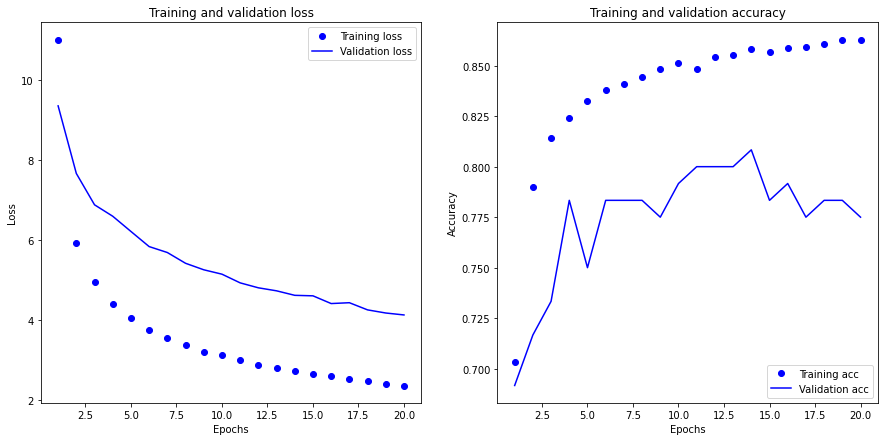 Training and validation loss
Training loss
Validation loss
Loss
10
8
6
4
2
2.5 5.0 7.5 10.0 12.5 15.0 17.5 20.0
Epochs
Training and validation accuracy
Accuracy
0.850
0.825
0.800
0.775
0.750
0.725
0.700
Training acc
Validation acc
2.5 5.0 7.5 10.0 12.5 15.0 17.5 20.0
Epochs